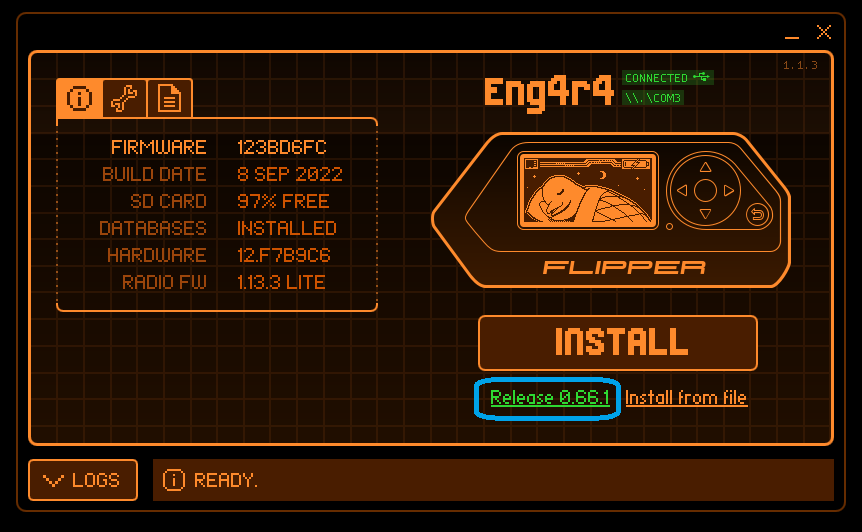 1.1.3
Eng4r4
CONNECTED
\\.\COM3
FIRMWARE 123BD6FC
BUILD DATE 8 SEP 2022
SD CARD 97% FREE
DATABASES INSTALLED
HARDWARE 12.F7B9C6
RADIO FW 1.13.3 LITE
FLIPPER
INSTALL
Release 0.66.1 Install from file
LOGS
READY.